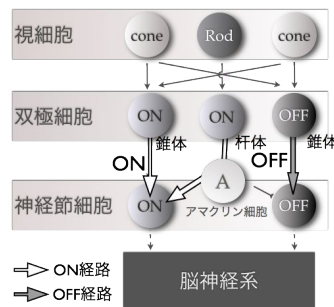 視細胞 cone Rod cone
双極細胞 ON ON OFF
錐体 杆体 錐体
ON OFF
A
神経節細胞 ON アマクリン細胞 OFF
ON経路
OFF経路
脳神経系